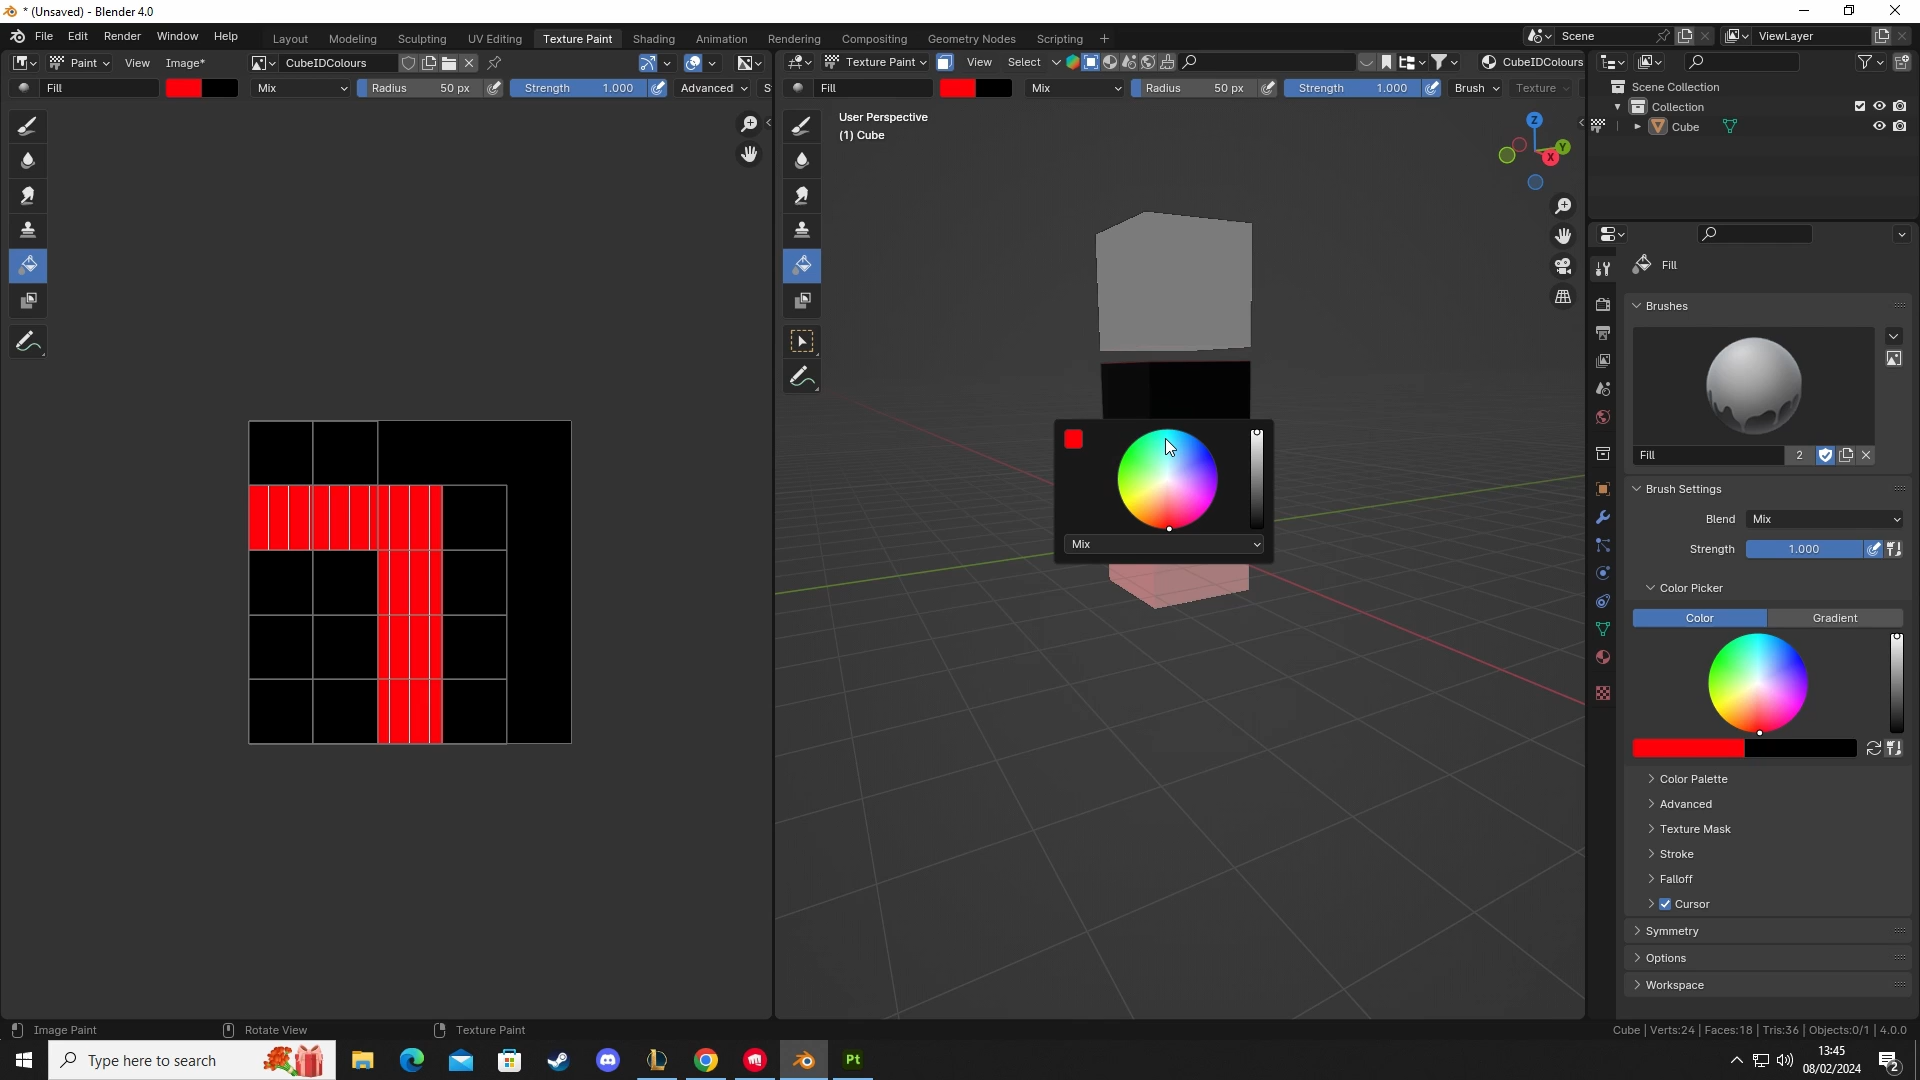 * (Unsaved) - Blender 4.0
File Edit Render Window Help
Layout Modeling Sculpting UV Editing Texture Paint Shading Animation Rendering Compositing Geometry Nodes Scripting +
Scene
ViewLayer
Paint View Image* CubeIDColours
Texture Paint View Select CubeIDColours
Fill Mix Radius 50 px Strength 1.000 Advanced S
Fill Mix Radius 50 px Strength 1.000 Brush Texture
User Perspective
(1) Cube
Z
Y
X
Mix
Scene Collection
Collection
Cube
Fill
Brushes
Fill 2
Brush Settings
Blend Mix
Strength 1.000
Color Picker
Color Gradient
Color Palette
Advanced
Texture Mask
Stroke
Falloff
Cursor
Symmetry
Options
Workspace
Image Paint Rotate View Texture Paint
Cube | Verts:24 | Faces:18 | Tris:36 | Objects:0/1 | 4.0.0
Type here to search
Pt
13:45
08/02/2024
2